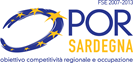 FSE 2007-2013
POR
SARDEGNA
obiettivo competitività regionale e occupazione